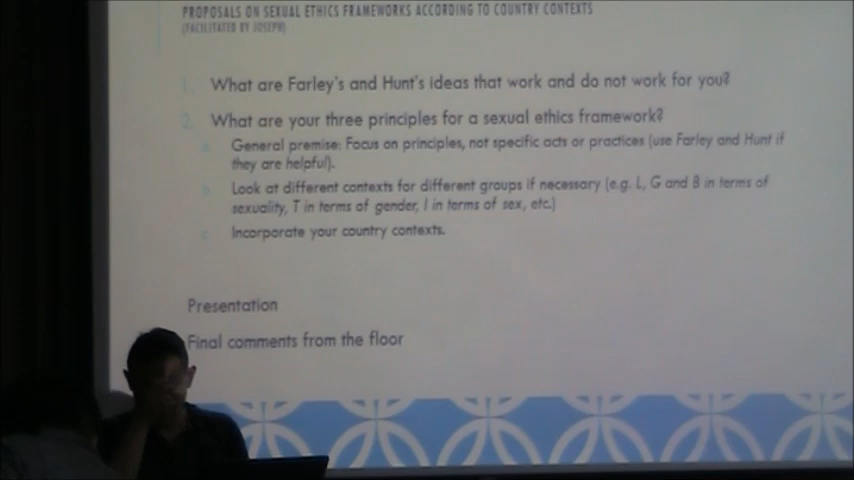 PROPOSALS ON SEXUAL ETHICS FRAMEWORKS ACCORDING TO COUNTRY CONTEXTS
(FACILITATED BY JOSEPH)
1. What are Farley's and Hunt's ideas that work and do not work for you?
2. What are your three principles for a sexual ethics framework?
a. General premise: Focus on principles, not specific acts or practices (use Farley and Hunt if
they are helpful).
b. Look at different contexts for different groups if necessary (e.g. L, G and B in terms of
sexuality, T in terms of gender, I in terms of sex, etc.)
c. Incorporate your country contexts.
Presentation
Final comments from the floor